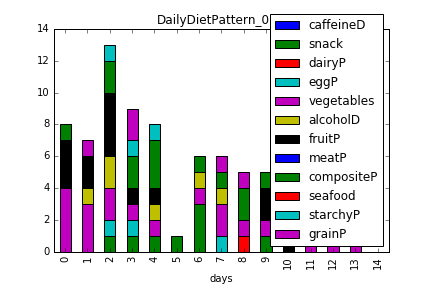 DailyDietPattern_0
caffeineD
snack
dairyP
eggP
vegetables
alcoholD
fruitP
meatP
compositeP
seafood
starchyP
grainP
14
12
10
8
6
4
2
0
0 1 2 3 4 5 6 7 8 9 10 11 12 13 14
days